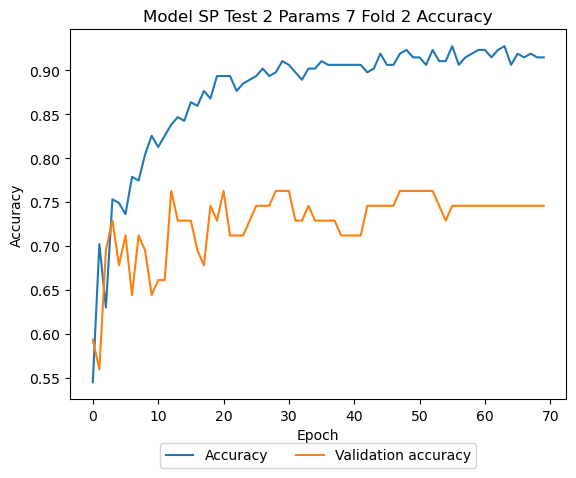 Model SP Test 2 Params 7 Fold 2 Accuracy
Accuracy
0.90
0.85
0.80
0.75
0.70
0.65
0.60
0.55
0 10 20 30 40 50 60 70
Epoch
Accuracy Validation accuracy